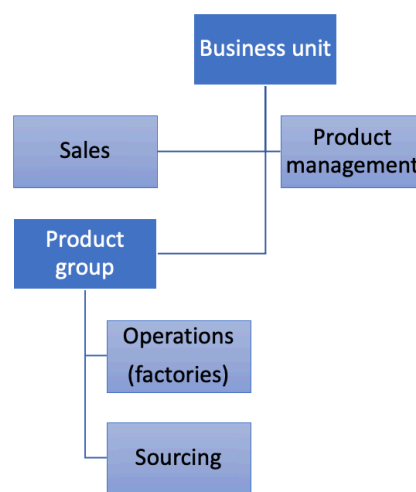 Business unit
Sales
Product
management
Product
group
Operations
(factories)
Sourcing